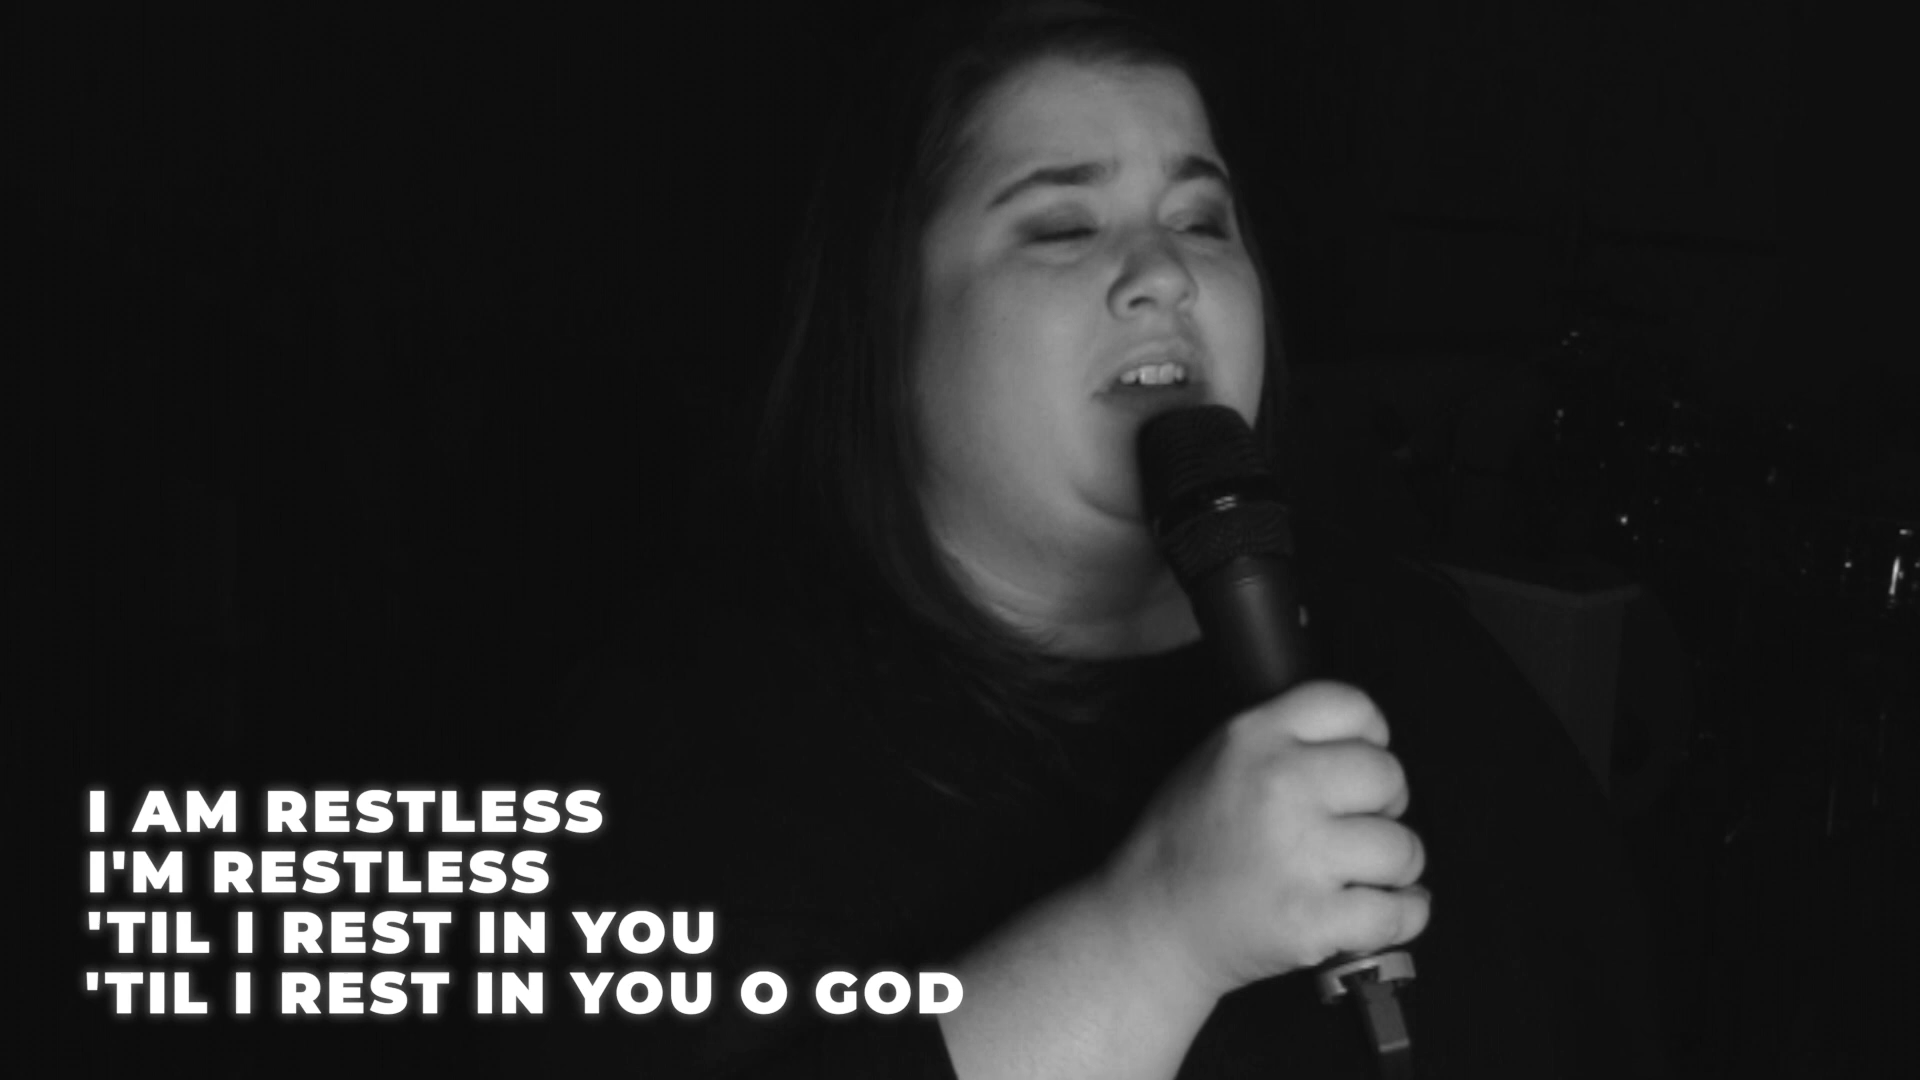 I AM RESTLESS
I'M RESTLESS
'TIL I REST IN YOU
'TIL I REST IN YOU O GOD